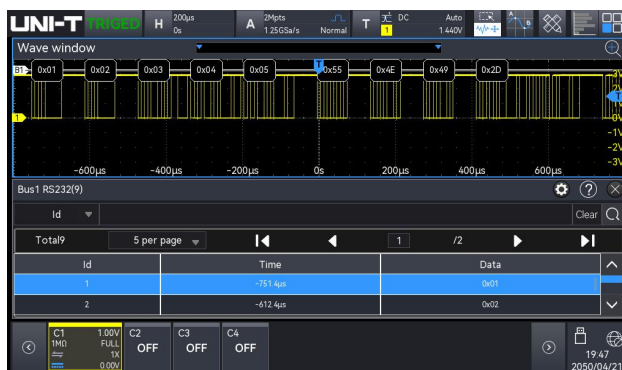 UNI-T TRIGED H 200μs 0s A 2Mpts 1.25GSa/s Normal T DC 1 Auto 1.440V
Wave window
B1 0x01 0x02 0x03 0x04 0x05 T 0x55 0x4E 0x49 0x2D
3V
2V
T
1 0V
-1V
-2V
-3V
-600μs -400μs -200μs 0s 200μs 400μs 600μs
Bus1 RS232(9)
Id Clear
Total9 5 per page 1 /2
Id Time Data
1 -751.4μs 0x01
2 -612.4μs 0x02
C1 1.00V C2 C3 C4
1MΩ FULL OFF OFF OFF
1X
0.00V
19:47
2050/04/21